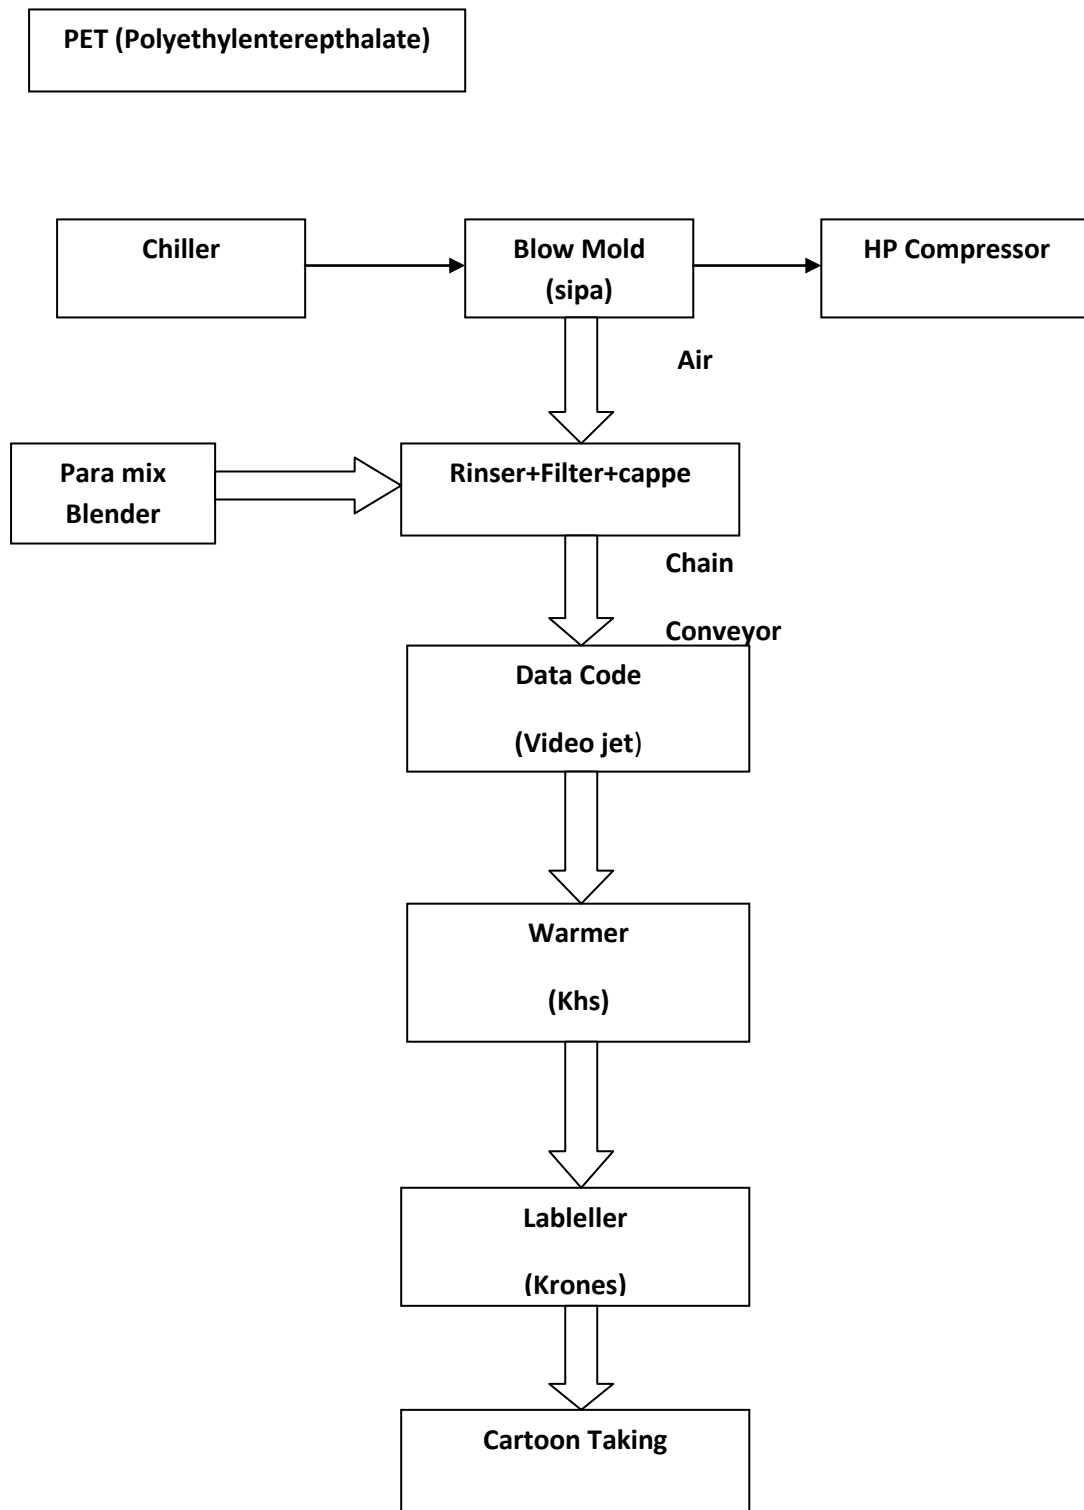 PET (Polyethylenterepthalate)
Chiller
Blow Mold
(sipa)
HP Compressor
Air
Para mix
Blender
Rinser+Filter+cappe
Chain
Conveyor
Data Code
(Video jet)
Warmer
(Khs)
Lableller
(Krones)
Cartoon Taking